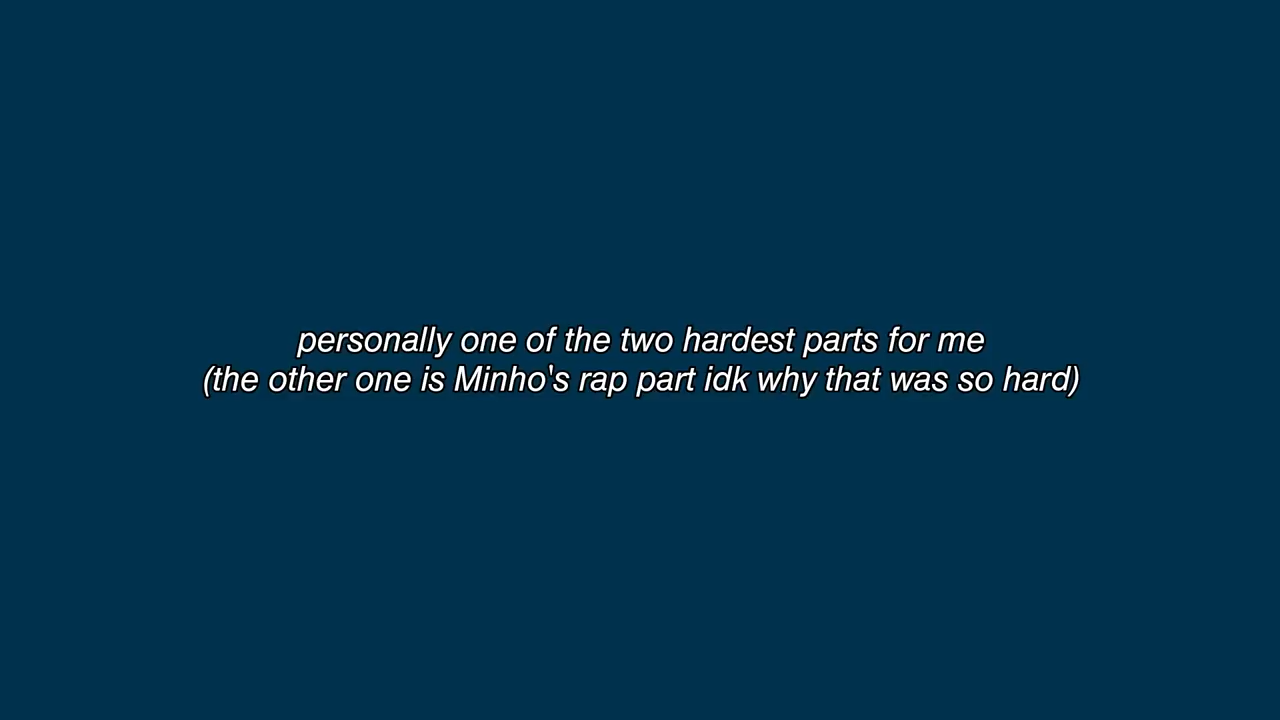 personally one of the two hardest parts for me
(the other one is Minho's rap part idk why that was so hard)